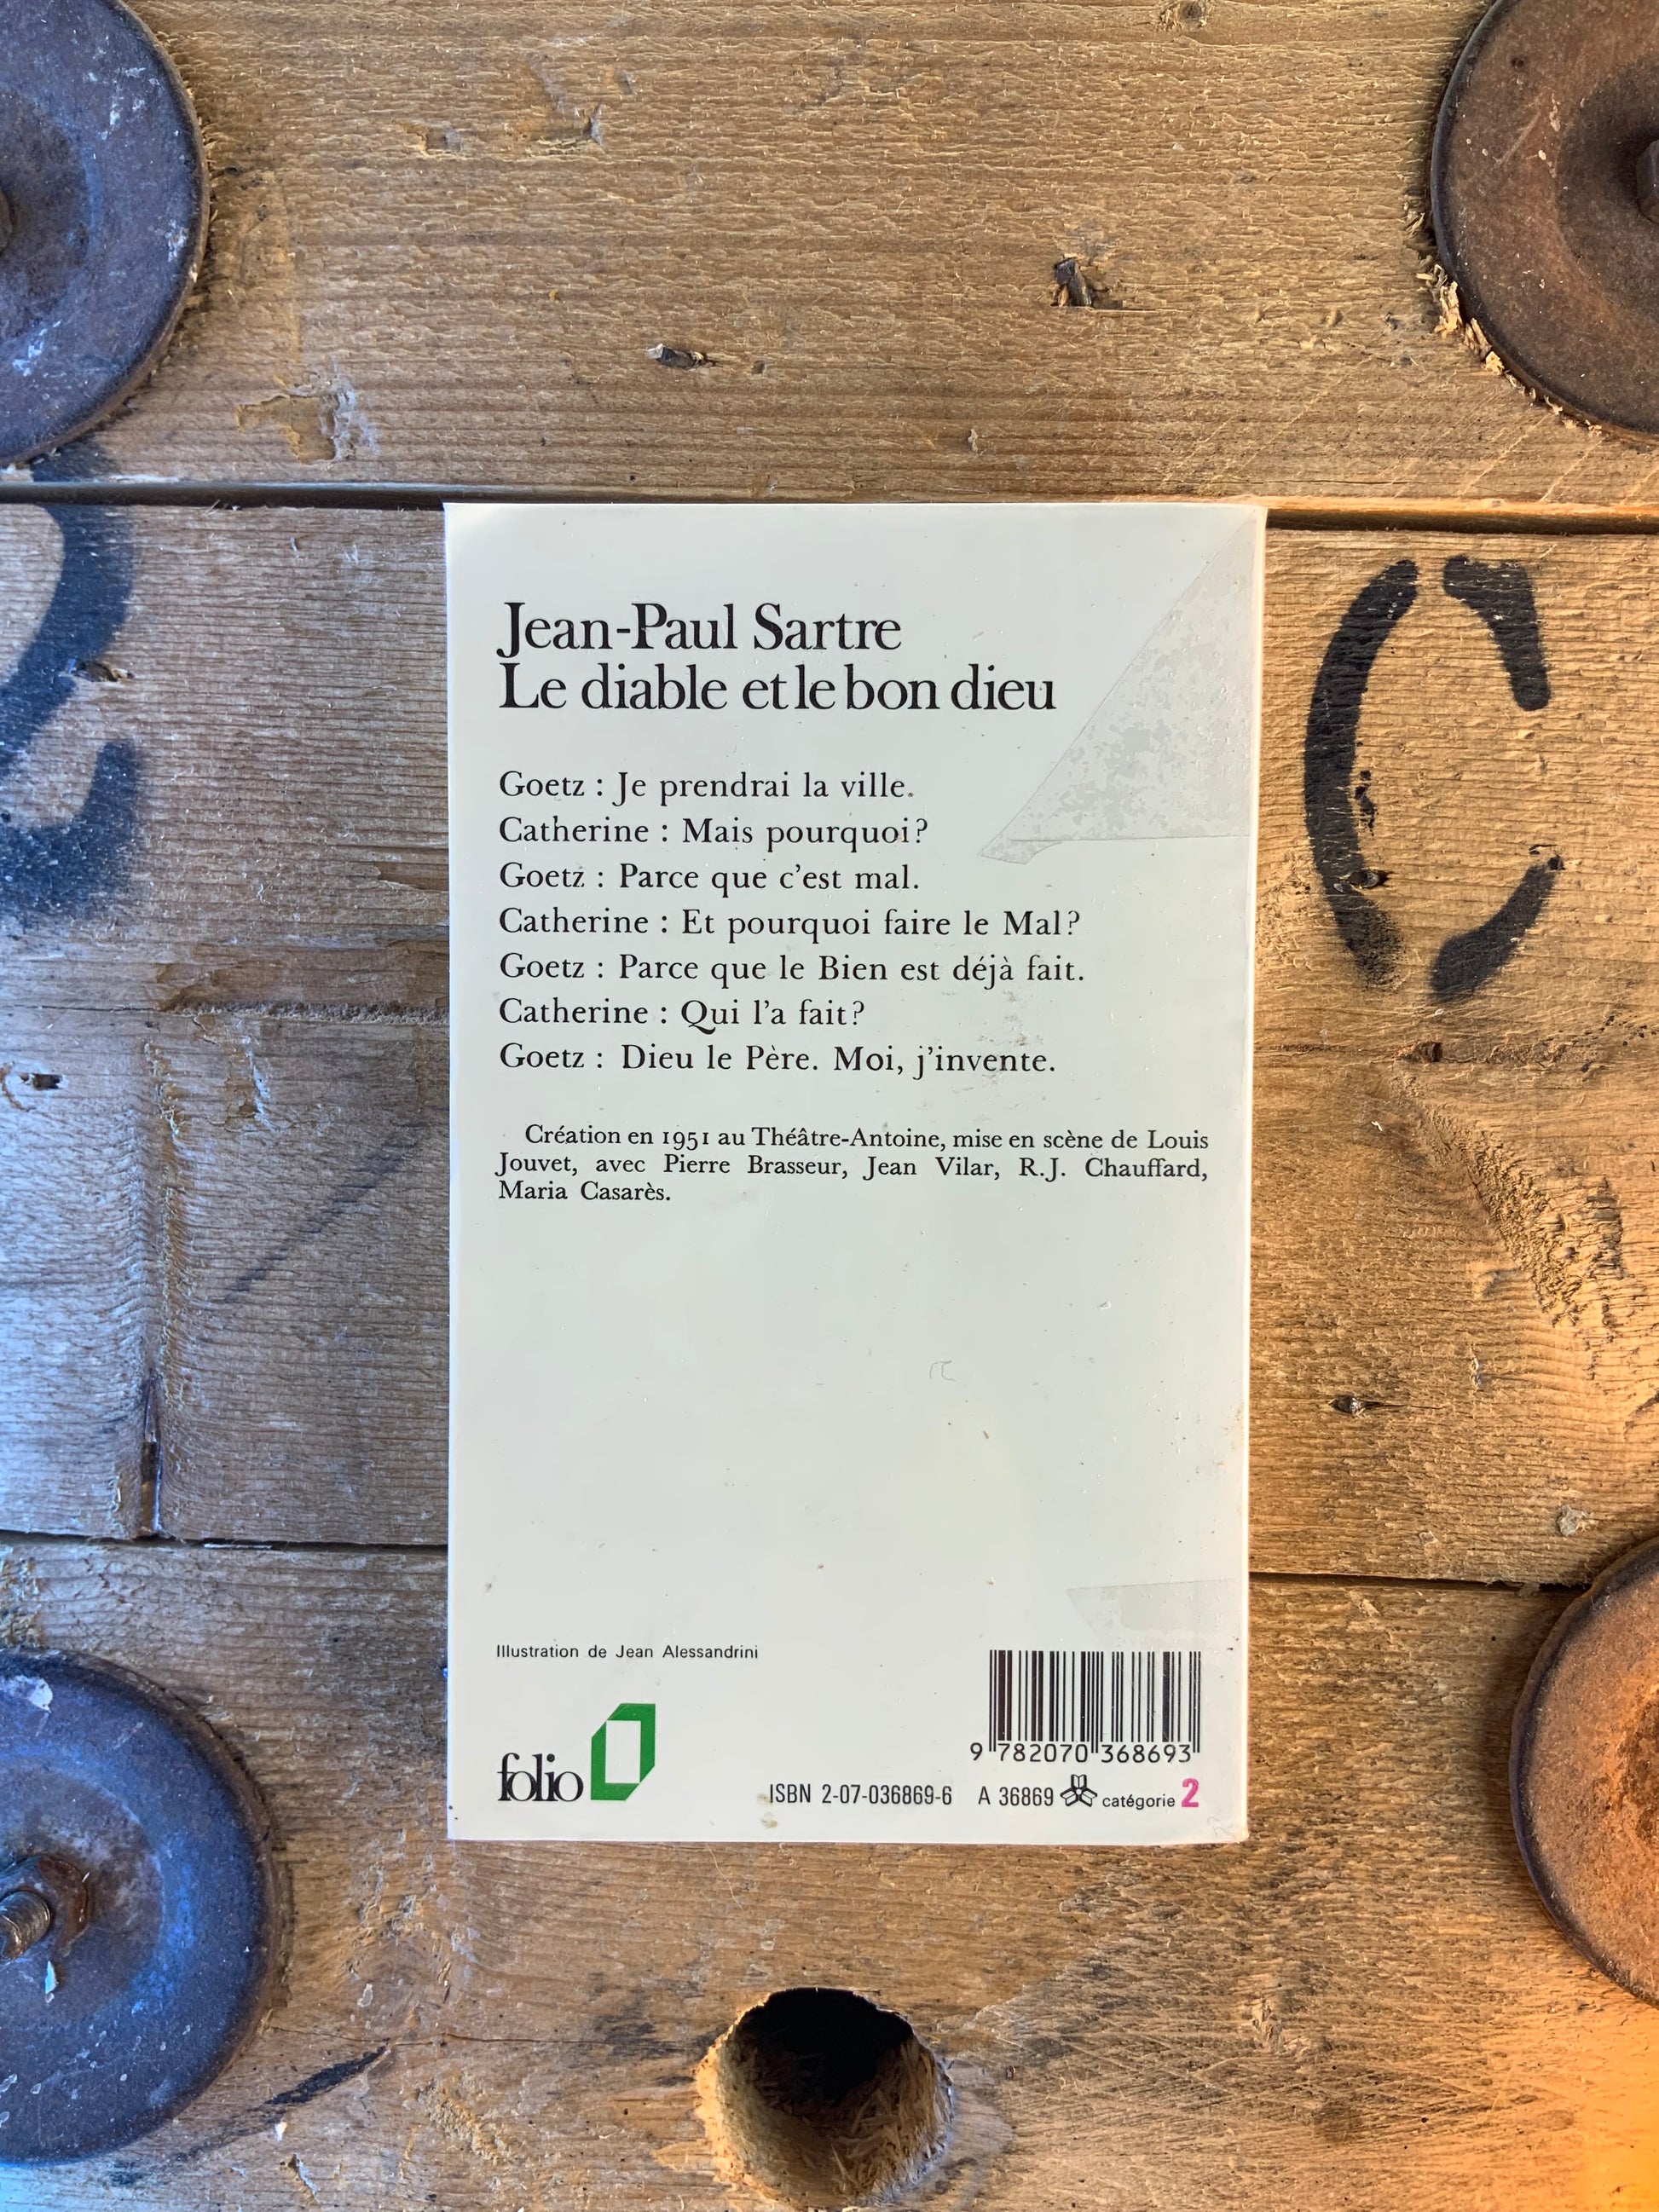 Jean-Paul Sartre
Le diable et le bon dieu
Goetz : Je prendrai la ville.
Catherine : Mais pourquoi?
Goetz : Parce que c'est mal.
Catherine : Et pourquoi faire le Mal?
Goetz : Parce que le Bien est déjà fait.
Catherine : Qui l'a fait?
Goetz : Dieu le Père. Moi, j'invente.
Création en 1951 au Théâtre-Antoine, mise en scène de Louis
Jouvet, avec Pierre Brasseur, Jean Vilar, R.J. Chauffard,
Maria Casarès.
Illustration de Jean Alessandrini
9 782070 368693
folio
ISBN 2-07-036869-6 A 36869 catégorie 2
C